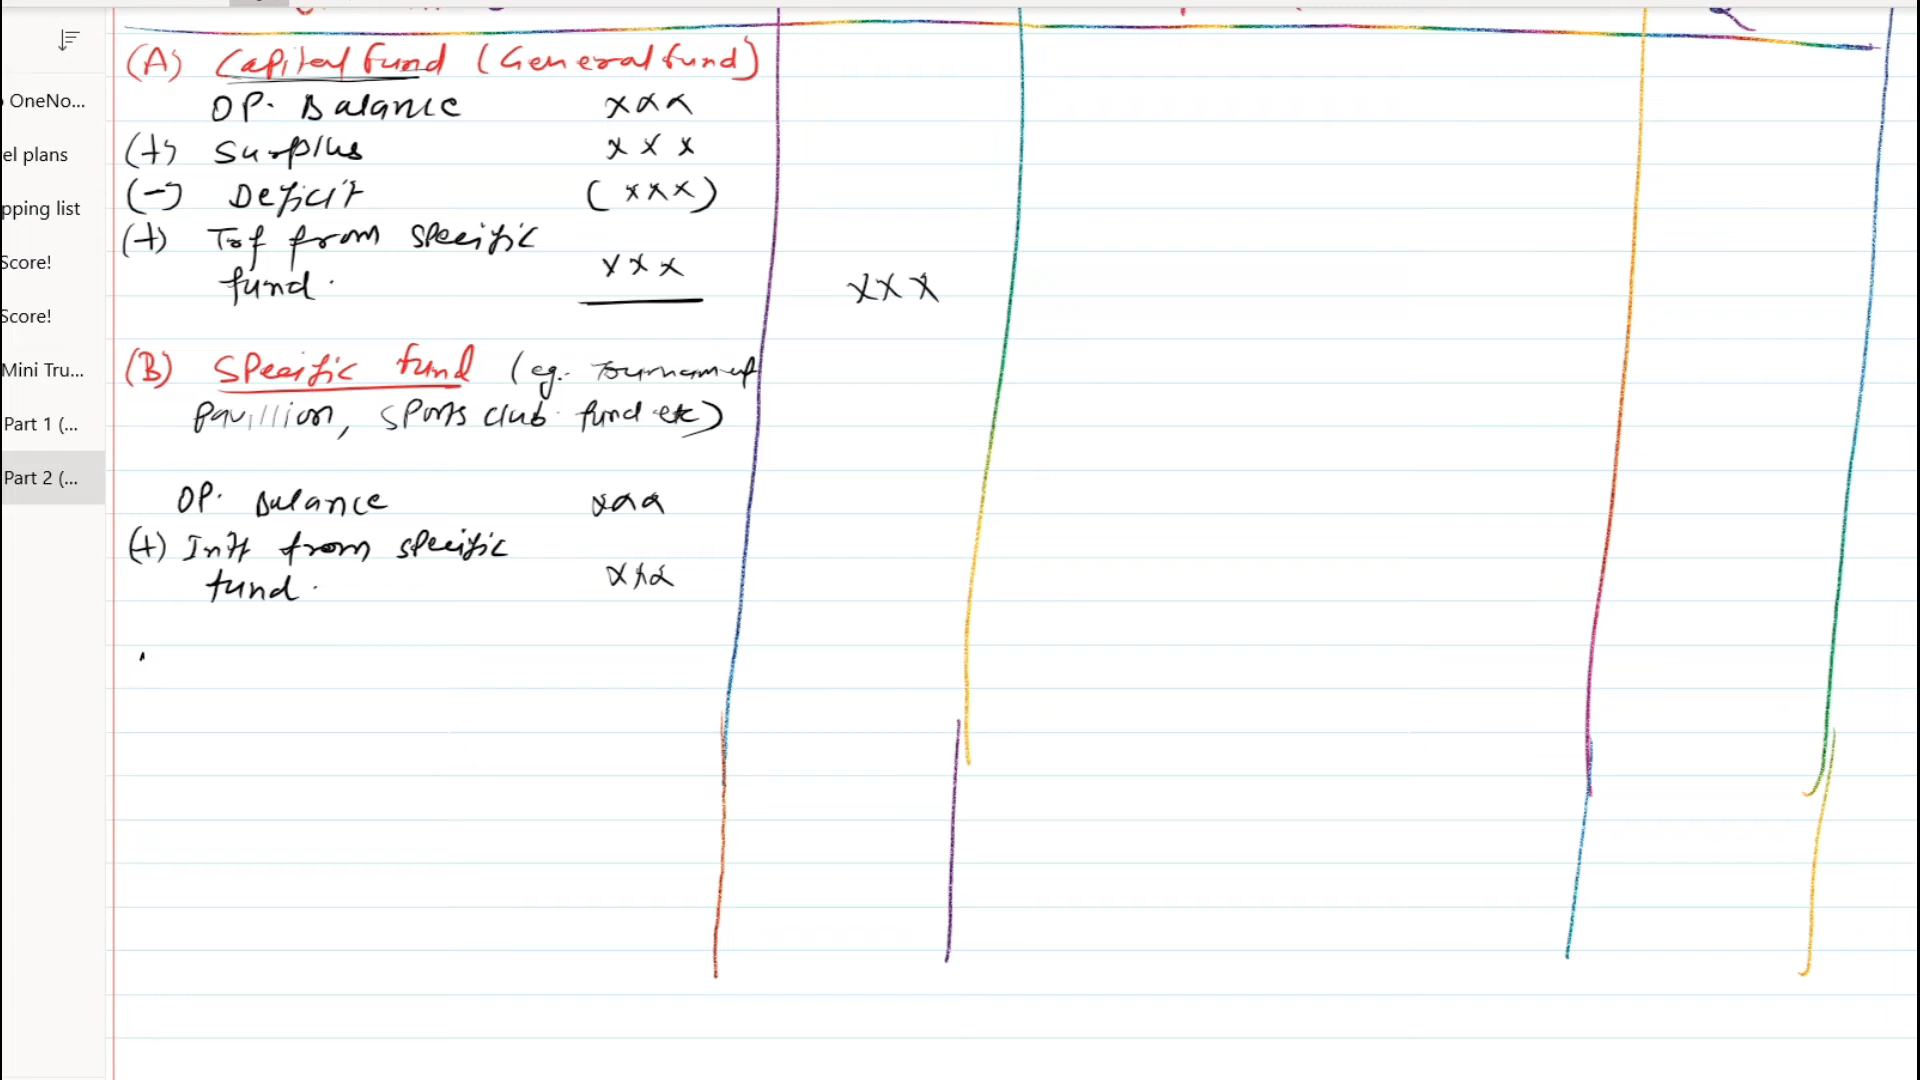 OneNo...
el plans
pping list
Score!
Score!
Mini Tru...
Part 1 (...
Part 2 (...
(A) Capital fund (General fund)
OP. Balance xxx
(+) Surplus xxx
(-) Deficit (xxx)
(+) Tsf from specific
fund. xxx xxx
(B) Specific fund (eg. Tournament
pavillion, sports club fund etc)
OP. Balance xxx
(+) Intt from specific
fund. xxx